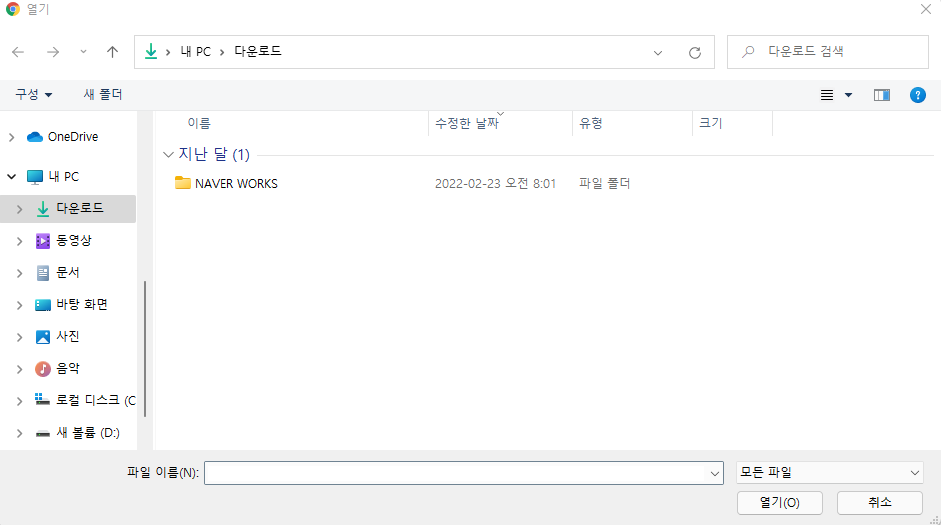 열기
내 PC 다운로드
다운로드 검색
구성 새 폴더
이름 수정한 날짜 유형 크기
지난 달 (1)
NAVER WORKS 2022-02-23 오전 8:01 파일 폴더
OneDrive
내 PC
다운로드
동영상
문서
바탕 화면
사진
음악
로컬 디스크 (C
새 볼륨 (D:)
파일 이름(N): 모든 파일
열기(O) 취소